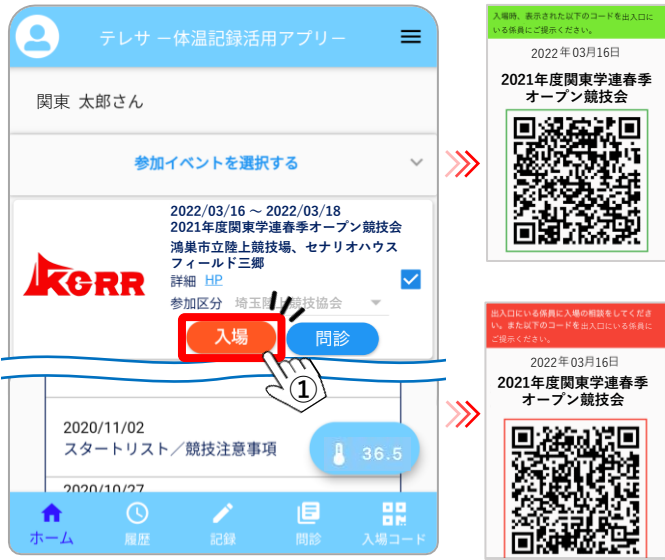 テレサ －体温記録活用アプリ－
関東 太郎さん
参加イベントを選択する
2022/03/16 ～ 2022/03/18
2021年度関東学連春季オープン競技会
鴻巣市立陸上競技場、セナリオハウス
フィールド三郷
詳細 HP
KGRR
参加区分 埼玉陸上競技協会
入場
問診
①
2020/11/02
スタートリスト／競技注意事項
36.5
2020/10/27
ホーム
履歴
記録
問診
入場コード
入場時、表示された以下のコードを出入口に
いる係員にご提示ください。
2022年03月16日
2021年度関東学連春季
オープン競技会
出入口にいる係員に入場の相談をしてくださ
い。また以下のコードを出入口にいる係員に
ご提示ください。
2022年03月16日
2021年度関東学連春季
オープン競技会